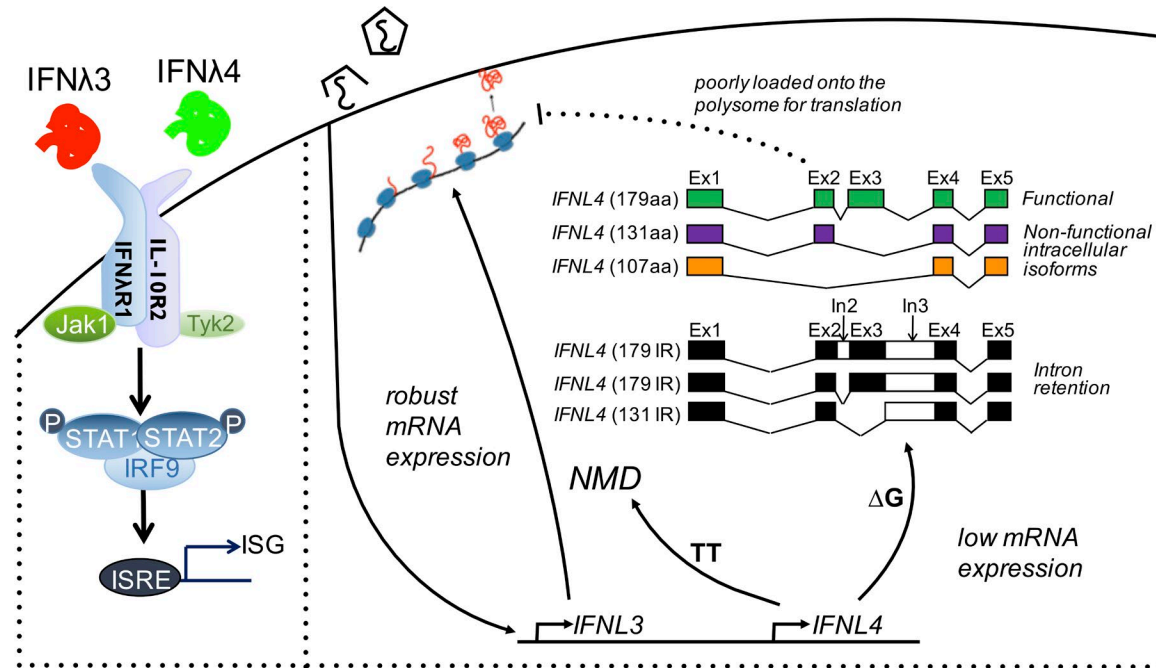 IFNλ3
IFNλ4
IFNλR1
IL-10R2
Jak1
Tyk2
P
P
STAT1
STAT2
IRF9
ISRE
ISG
robust
mRNA
expression
poorly loaded onto the
polysome for translation
Ex1 Ex2 Ex3 Ex4 Ex5
IFNL4 (179aa)
Functional
IFNL4 (131aa)
IFNL4 (107aa)
Non-functional
intracellular
isoforms
In2 In3
Ex1 Ex2 Ex3 Ex4 Ex5
IFNL4 (179 IR)
IFNL4 (179 IR)
IFNL4 (131 IR)
Intron
retention
NMD
TT
ΔG
low mRNA
expression
IFNL3
IFNL4